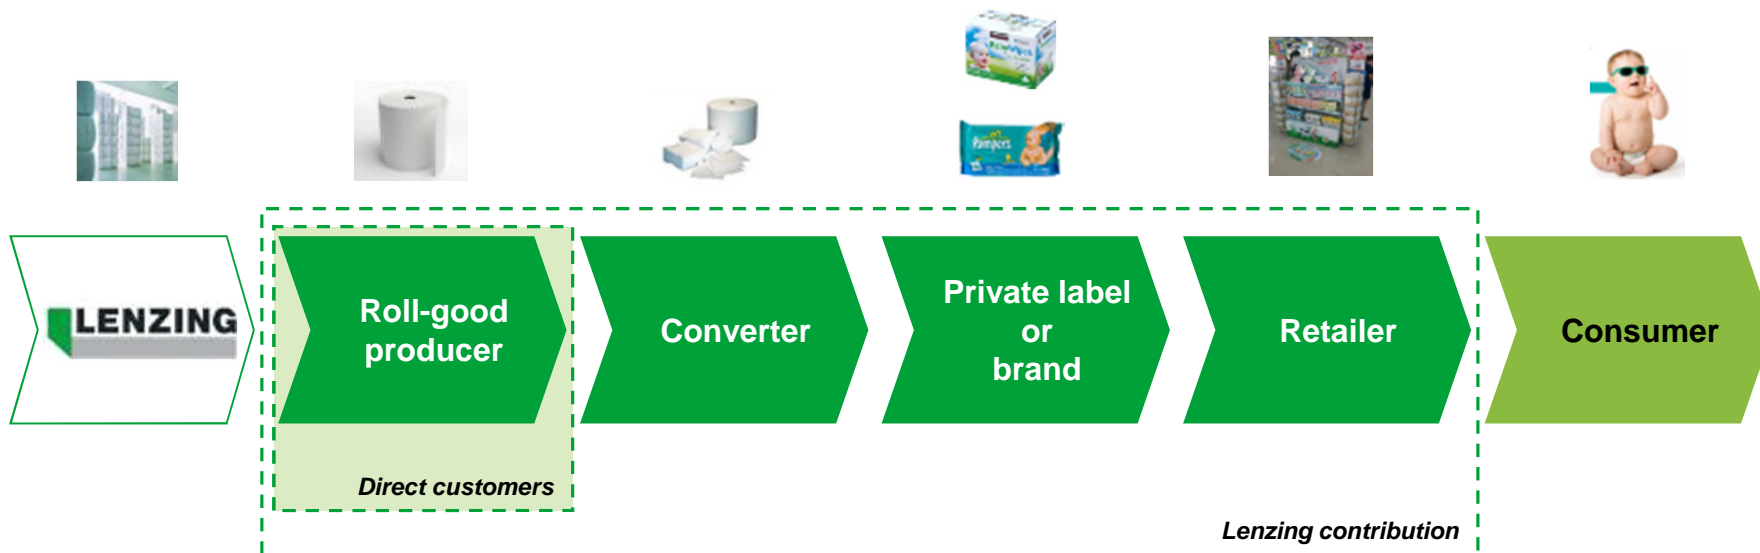 Pampers
LENZING
Roll-good
producer
Converter
Private label
or
brand
Retailer
Consumer
Direct customers
Lenzing contribution